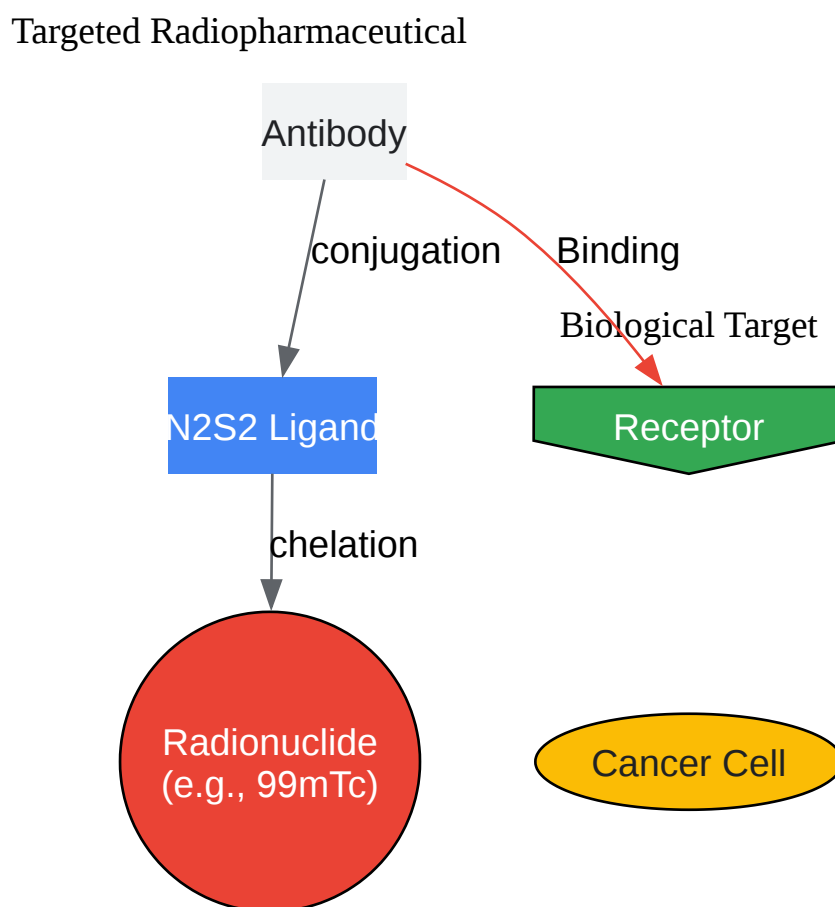 Targeted Radiopharmaceutical
Antibody
conjugation
Binding
Biological Target
N2S2 Ligand
Receptor
chelation
Radionuclide
(e.g., 99mTc)
Cancer Cell